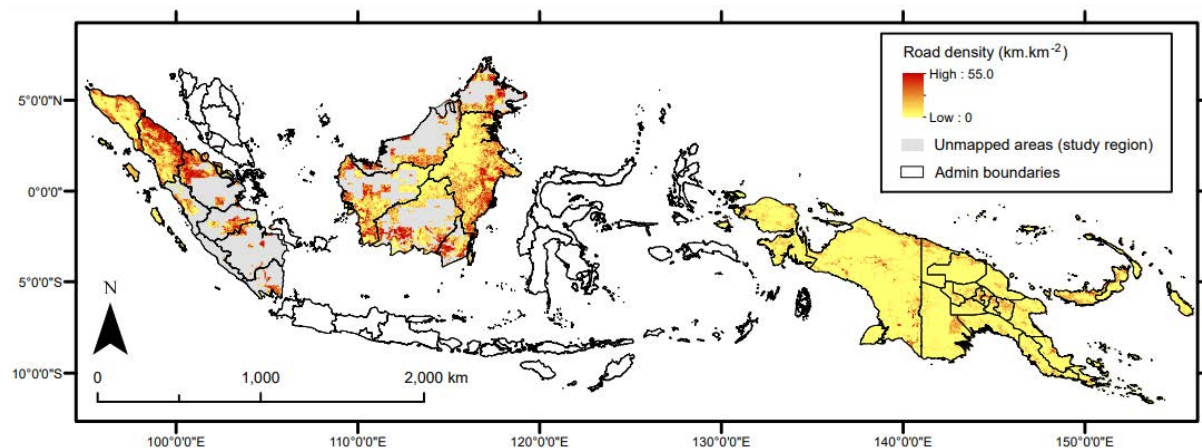 Road density (km.km-2)
High : 55.0
Low : 0
Unmapped areas (study region)
Admin boundaries
5°0'0"N
0°0'0"
5°0'0"S
10°0'0"S
N
0 1,000 2,000 km
100°0'0"E 110°0'0"E 120°0'0"E 130°0'0"E 140°0'0"E 150°0'0"E